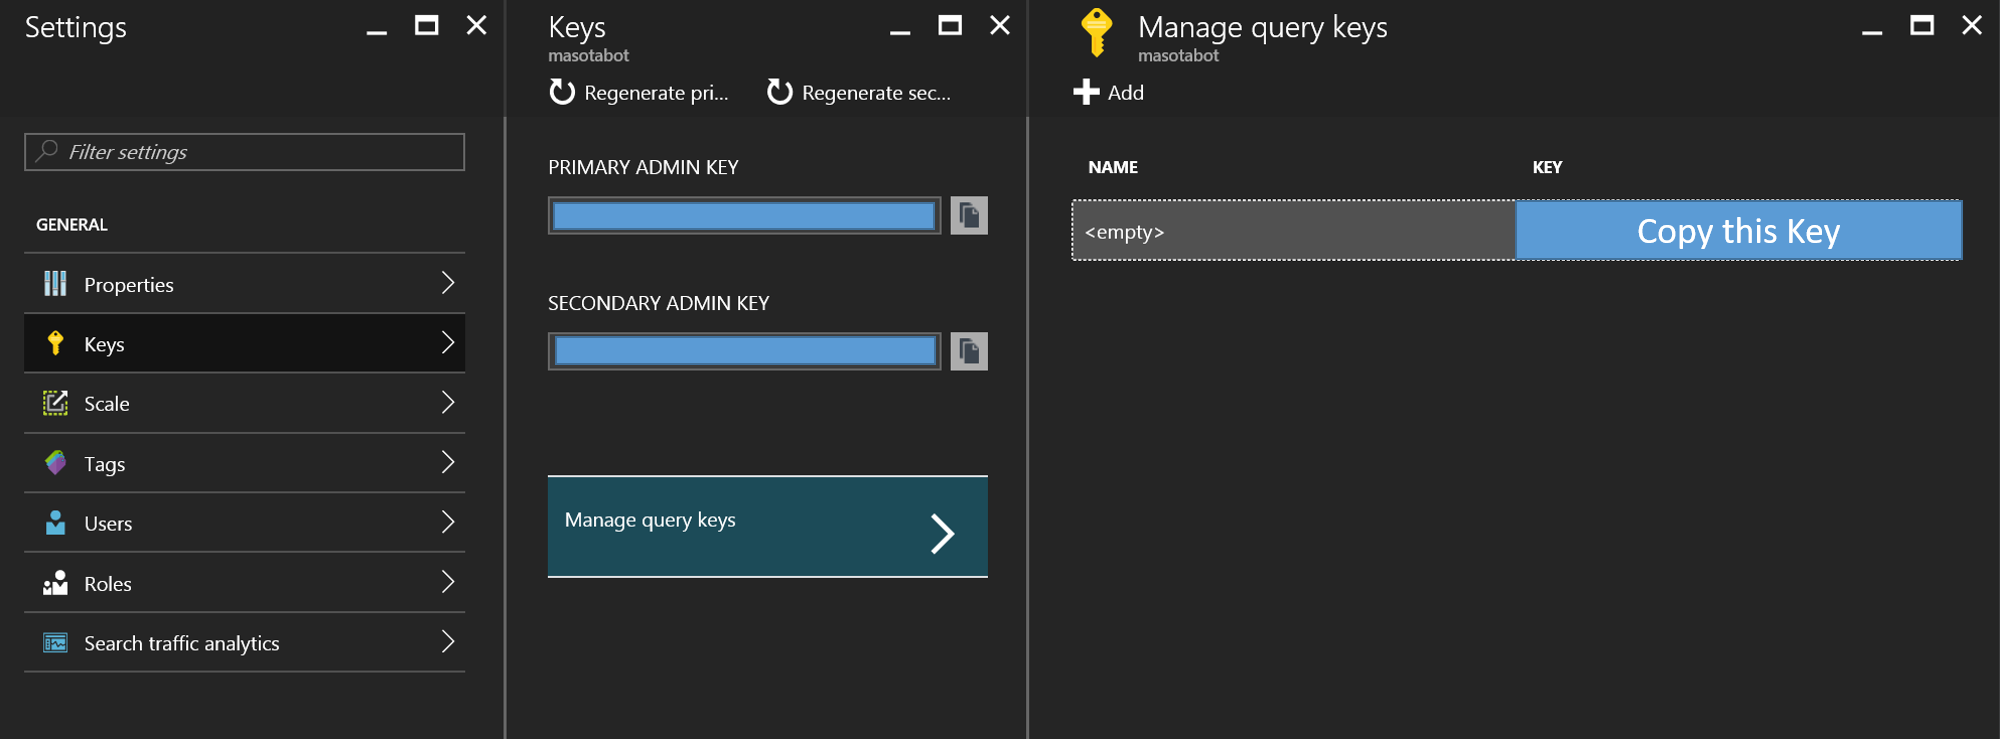 Settings
Filter settings
GENERAL
Properties
Keys
Scale
Tags
Users
Roles
Search traffic analytics
Keys
masotabot
Regenerate pri...
Regenerate sec...
PRIMARY ADMIN KEY
SECONDARY ADMIN KEY
Manage query keys
Manage query keys
masotabot
Add
NAME
KEY
<empty>
Copy this Key